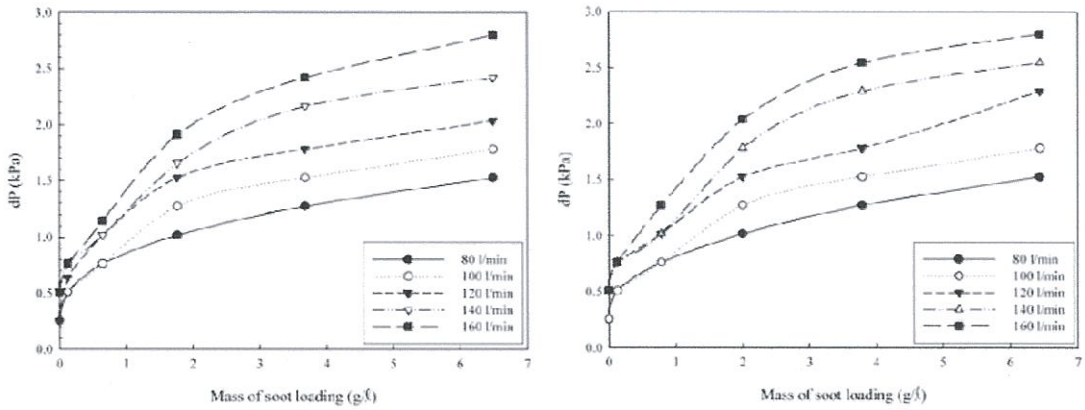 3.0
2.5
2.0
1.5
1.0
0.5
0.0
dP (kPa)
0 1 2 3 4 5 6 7
Mass of soot loading (g/ℓ)
80 l/min
100 l/min
120 l/min
140 l/min
160 l/min
3.0
2.5
2.0
1.5
1.0
0.5
0.0
dP (kPa)
0 1 2 3 4 5 6 7
Mass of soot loading (g/ℓ)
80 l/min
100 l/min
120 l/min
140 l/min
160 l/min